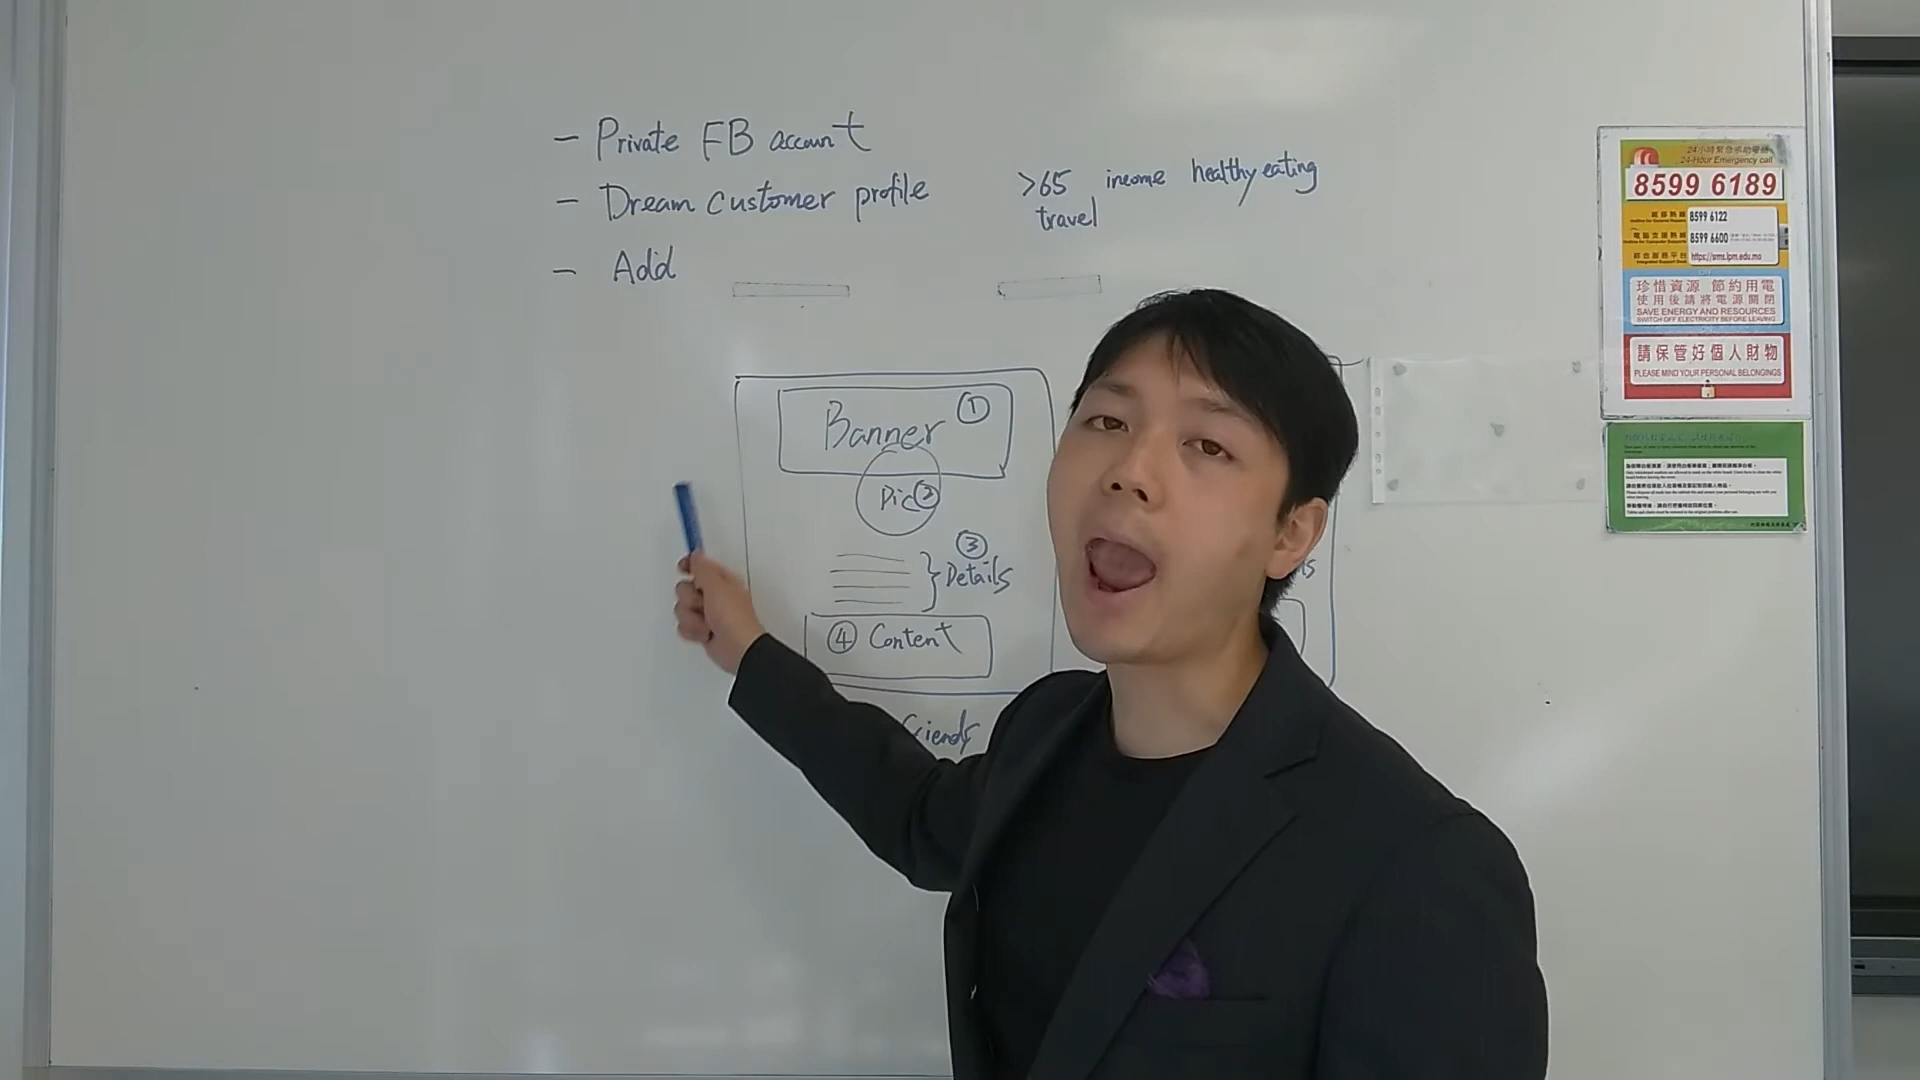 — Private FB account
— Dream customer profile
>65 income healthy eating
travel
— Add
Banner ①
Pic ②
③
Details
④ Content
friends
24小時緊急求助電話
24-Hour Emergency call
8599 6189
8599 6122
8599 6600
https://sms.ipm.edu.mo
珍惜資源 節約用電
使用後請將電源關閉
SAVE ENERGY AND RESOURCES
SWITCH OFF ELECTRICITY BEFORE LEAVING
請保管好個人財物
PLEASE MIND YOUR PERSONAL BELONGINGS